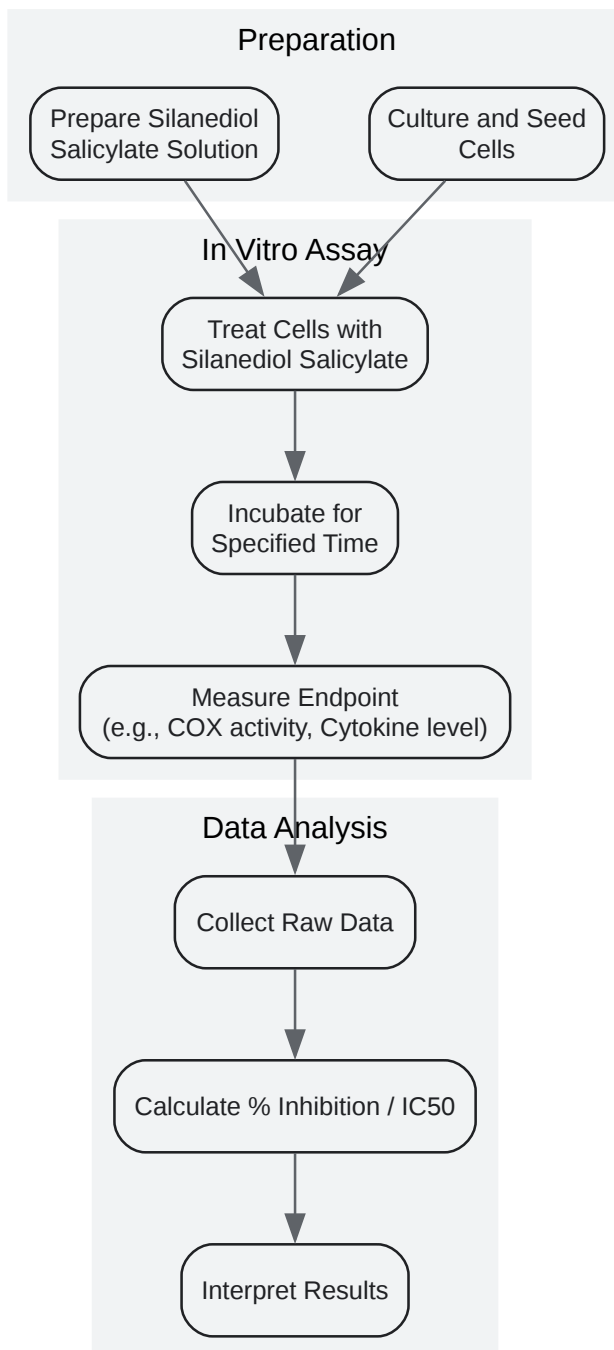 Preparation
Prepare Silanediol
Salicylate Solution
Culture and Seed
Cells
In Vitro Assay
Treat Cells with
Silanediol Salicylate
Incubate for
Specified Time
Measure Endpoint
(e.g., COX activity, Cytokine level)
Data Analysis
Collect Raw Data
Calculate % Inhibition / IC50
Interpret Results